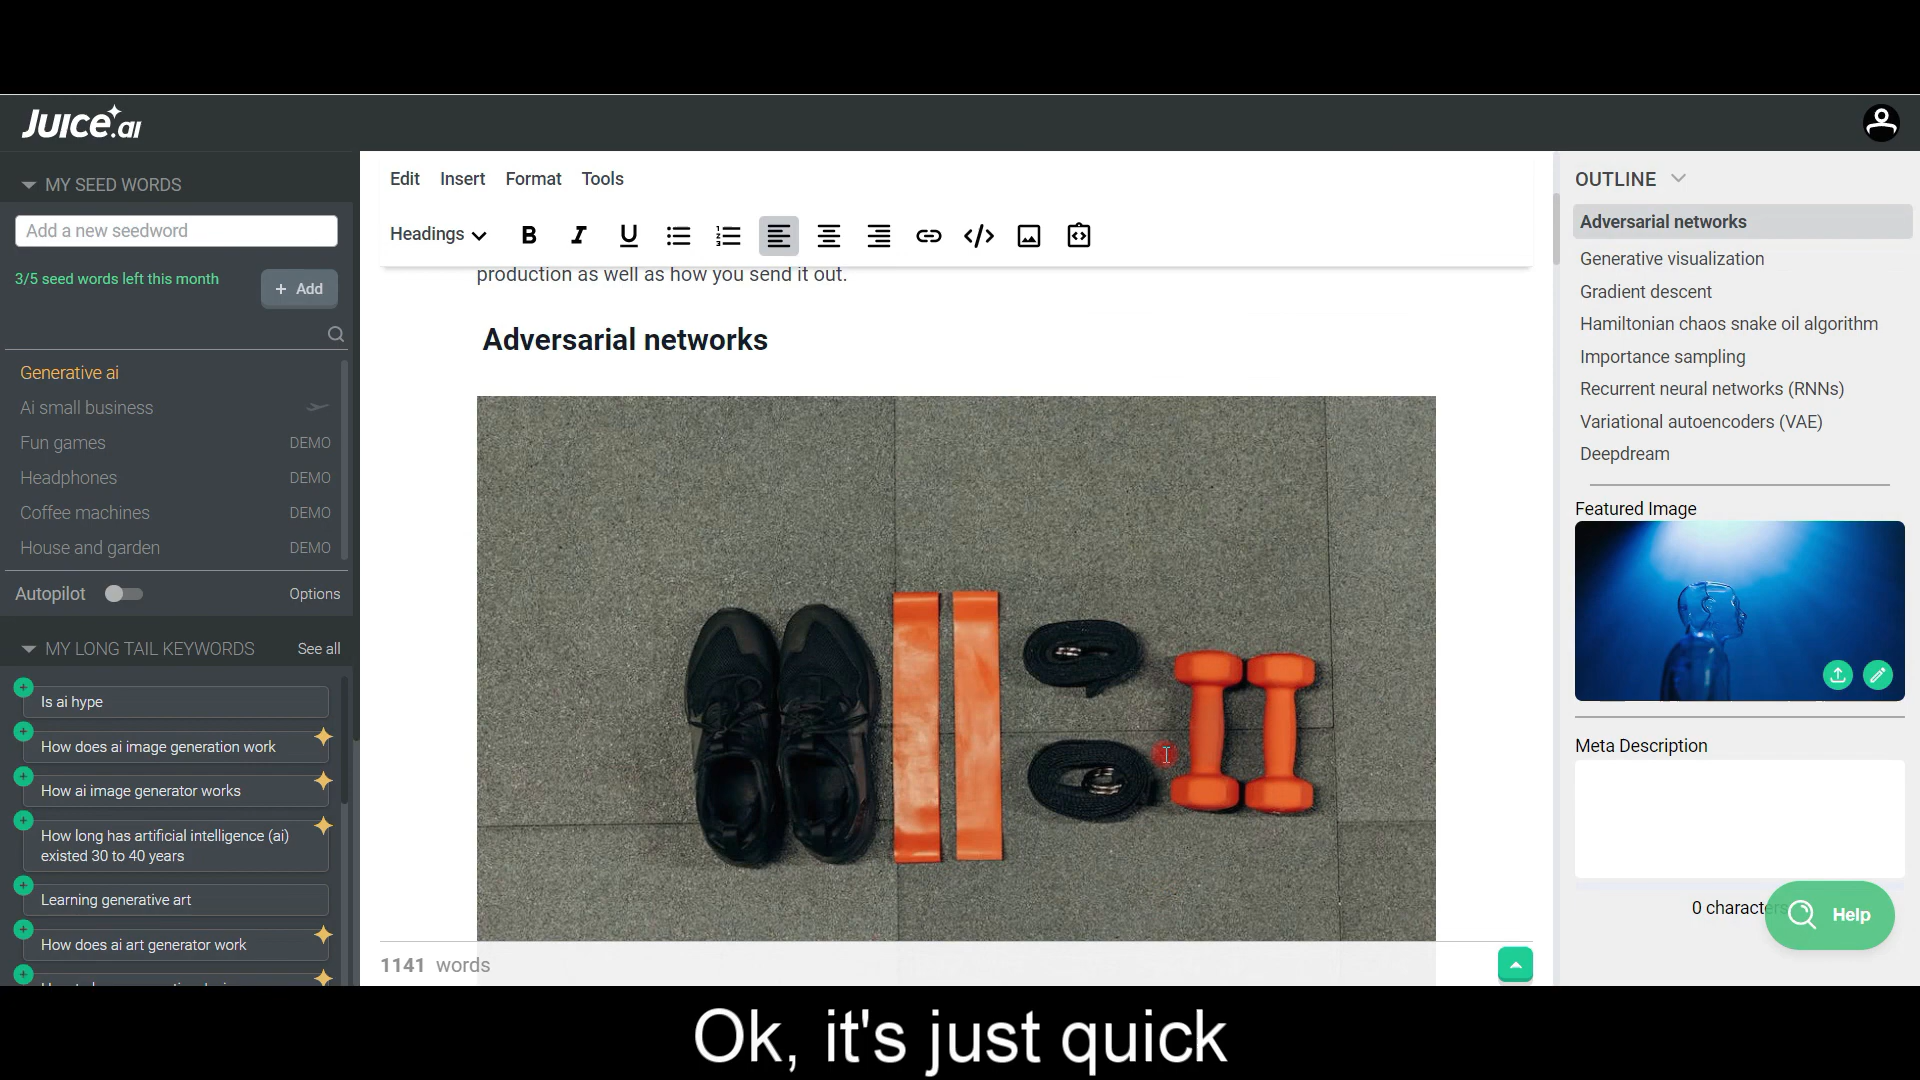 Juice.ai
MY SEED WORDS
Add a new seedword
3/5 seed words left this month
+ Add
Generative ai
Ai small business
Fun games DEMO
Headphones DEMO
Coffee machines DEMO
House and garden DEMO
Autopilot Options
MY LONG TAIL KEYWORDS See all
Is ai hype
How does ai image generation work
How ai image generator works
How long has artificial intelligence (ai)
existed 30 to 40 years
Learning generative art
How does ai art generator work
Edit Insert Format Tools
Headings B I U
production as well as how you send it out.
Adversarial networks
1141 words
OUTLINE
Adversarial networks
Generative visualization
Gradient descent
Hamiltonian chaos snake oil algorithm
Importance sampling
Recurrent neural networks (RNNs)
Variational autoencoders (VAE)
Deepdream
Featured Image
Meta Description
0 characters
Help
Ok, it's just quick